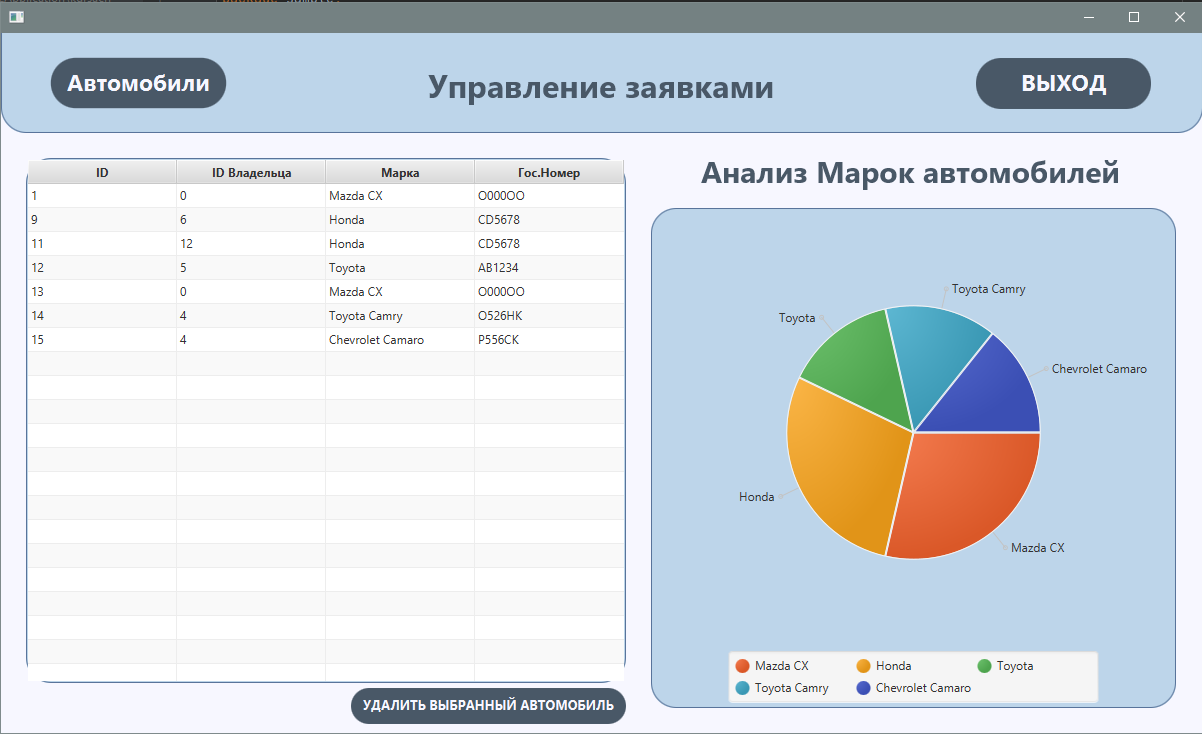 Автомобили
Управление заявками
ВЫХОД
ID ID Владельца Марка Гос.Номер
1 0 Mazda CX O000OO
9 6 Honda CD5678
11 12 Honda CD5678
12 5 Toyota AB1234
13 0 Mazda CX O000OO
14 4 Toyota Camry O526HK
15 4 Chevrolet Camaro P556CK
УДАЛИТЬ ВЫБРАННЫЙ АВТОМОБИЛЬ
Анализ Марок автомобилей
Toyota Camry
Toyota
Chevrolet Camaro
Honda
Mazda CX
Mazda CX Honda Toyota
Toyota Camry Chevrolet Camaro